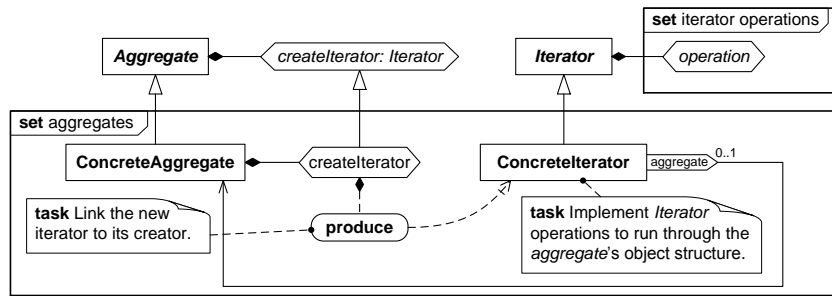 set iterator operations
Aggregate
createIterator: Iterator
Iterator
operation
set aggregates
ConcreteAggregate
createIterator
ConcreteIterator
aggregate
0..1
task Link the new
iterator to its creator.
produce
task Implement Iterator
operations to run through the
aggregate's object structure.